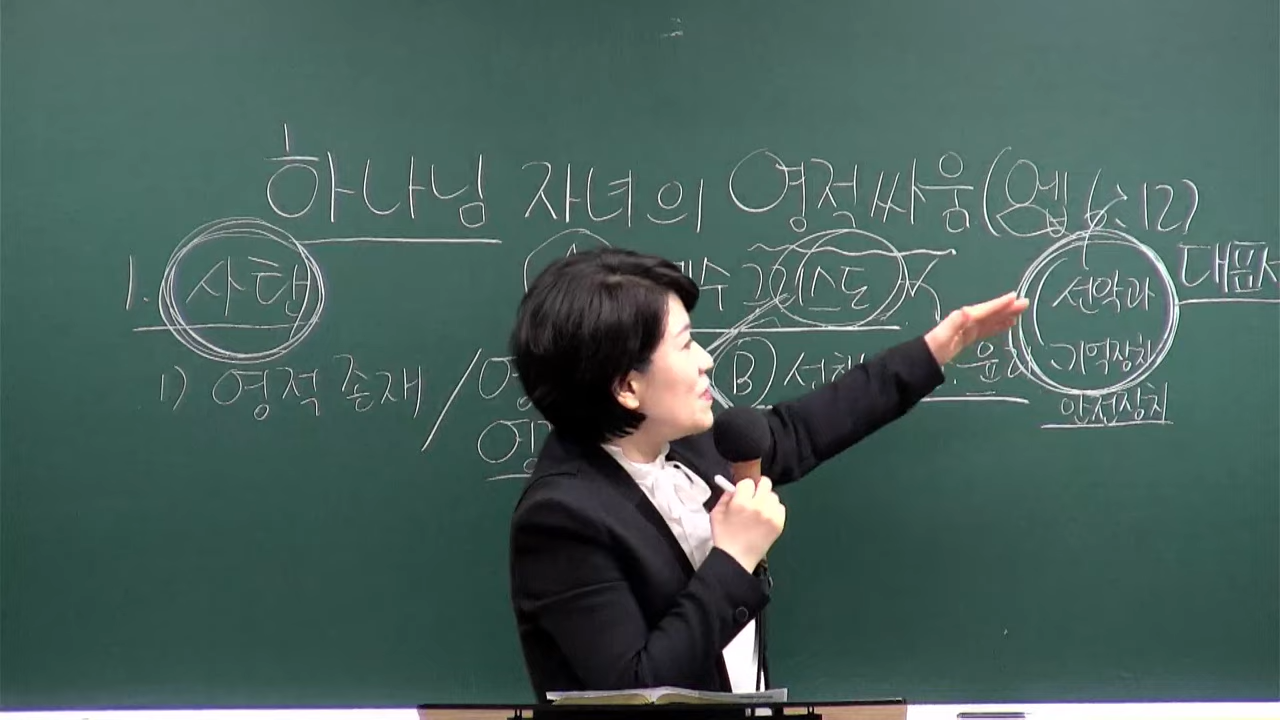 하나님 자녀의 영적싸움(엡 6:12)
1. 사탄
수 그리스도
선악과
대표
1) 영적 존재 /
B) 선
기억장치
안전장치